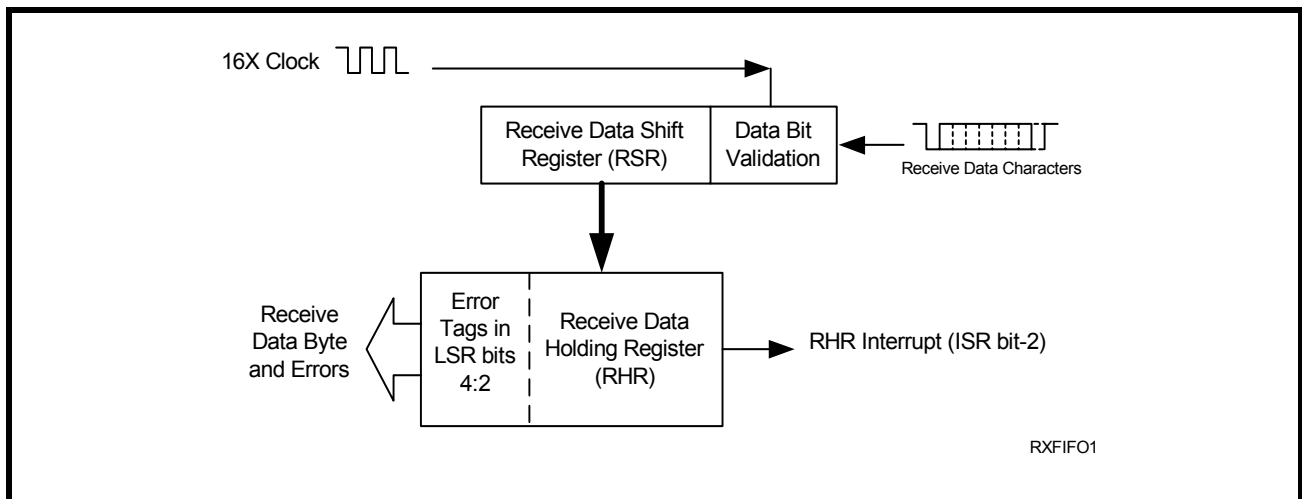 16X Clock
Receive Data Shift
Register (RSR)
Data Bit
Validation
Receive Data Characters
Receive
Data Byte
and Errors
Error
Tags in
LSR bits
4:2
Receive Data
Holding Register
(RHR)
RHR Interrupt (ISR bit-2)
RXFIFO1